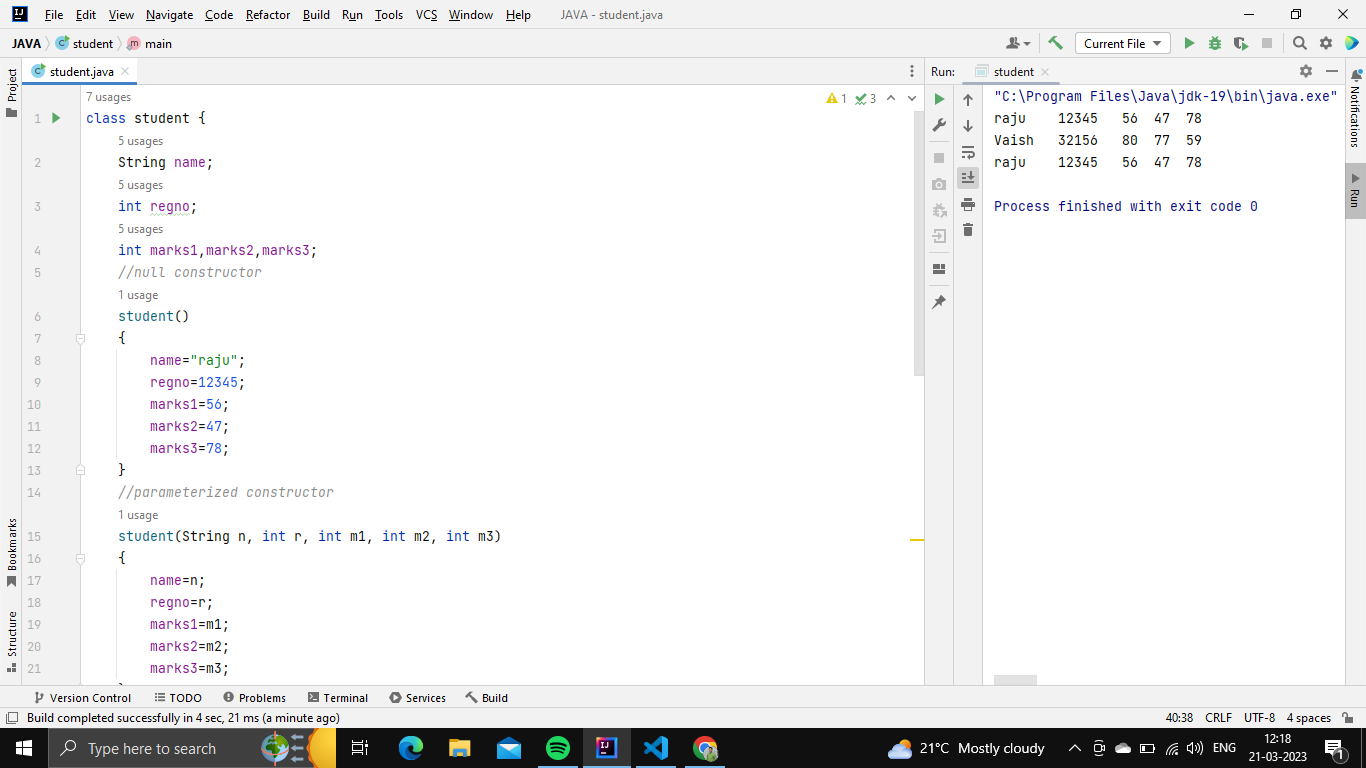 File Edit View Navigate Code Refactor Build Run Tools VCS Window Help JAVA - student.java
JAVA student main Current File
Project
student.java
7 usages
1 class student {
5 usages
2 String name;
5 usages
3 int regno;
5 usages
4 int marks1,marks2,marks3;
5 //null constructor
1 usage
6 student()
7 {
8 name="raju";
9 regno=12345;
10 marks1=56;
11 marks2=47;
12 marks3=78;
13 }
14 //parameterized constructor
1 usage
15 student(String n, int r, int m1, int m2, int m3)
16 {
17 name=n;
18 regno=r;
19 marks1=m1;
20 marks2=m2;
21 marks3=m3;
1 3
Bookmarks
Structure
Run: student
"C:\Program Files\Java\jdk-19\bin\java.exe"
raju 12345 56 47 78
Vaish 32156 80 77 59
raju 12345 56 47 78
Process finished with exit code 0
Notifications
Run
Version Control TODO Problems Terminal Services Build
Build completed successfully in 4 sec, 21 ms (a minute ago) 40:38 CRLF UTF-8 4 spaces
Type here to search 21°C Mostly cloudy ENG 12:18
21-03-2023 1